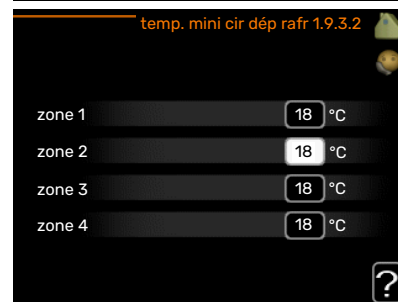 temp. mini cir dép rafr 1.9.3.2
zone 1 18 °C
zone 2 18 °C
zone 3 18 °C
zone 4 18 °C
?